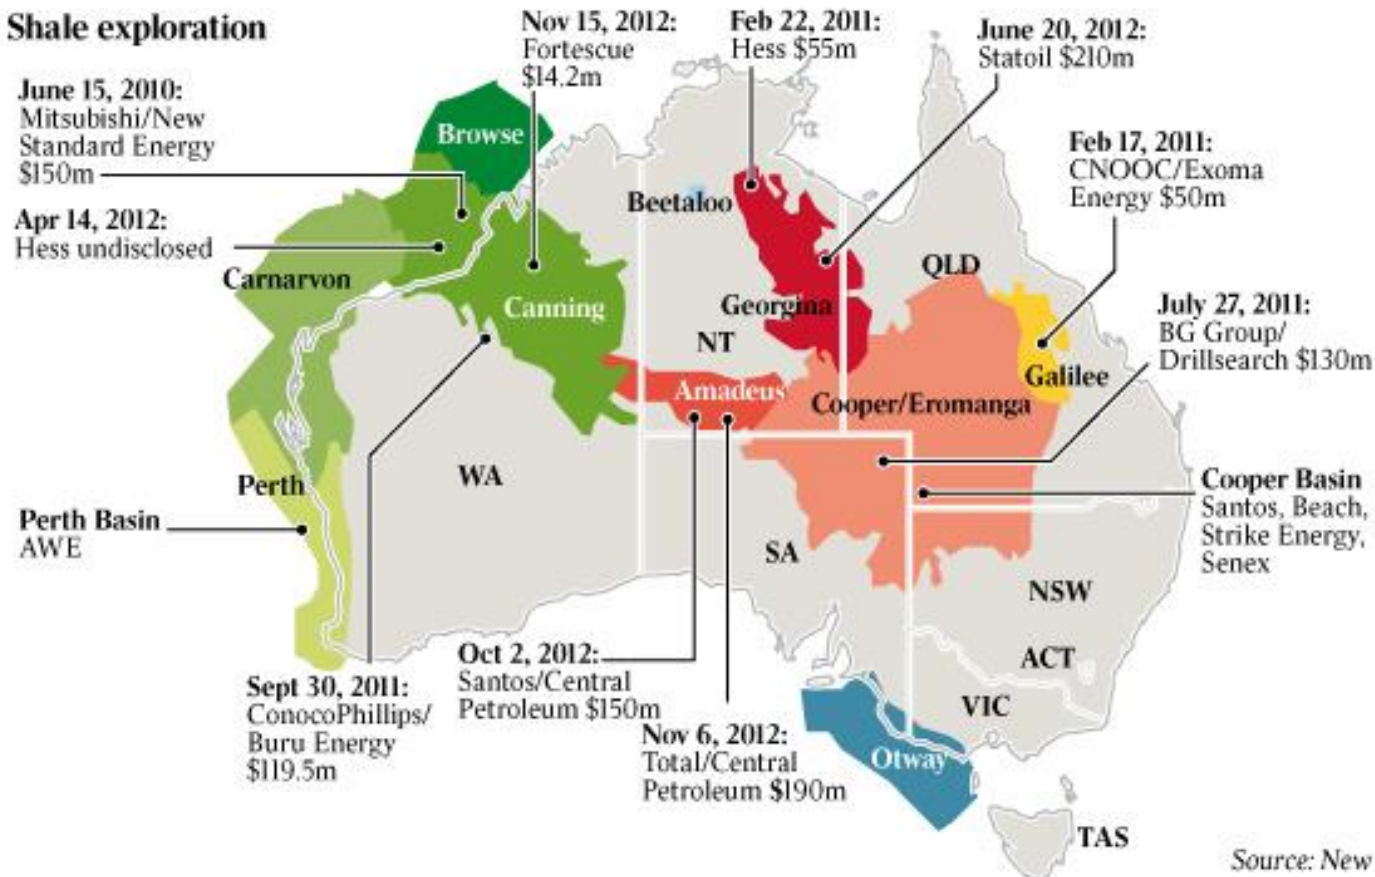 Shale exploration
June 15, 2010:
Mitsubishi/New
Standard Energy
$150m
Apr 14, 2012:
Hess undisclosed
Nov 15, 2012:
Fortescue
$14.2m
Feb 22, 2011:
Hess $55m
June 20, 2012:
Statoil $210m
Feb 17, 2011:
CNOOC/Exoma
Energy $50m
July 27, 2011:
BG Group/
Drillsearch $130m
Cooper Basin
Santos, Beach,
Strike Energy,
Senex
Browse
Beetaloo
Carnarvon
Canning
Georgina
QLD
NT
Galilee
Amadeus
Cooper/Eromanga
WA
Perth
Perth Basin
AWE
SA
NSW
ACT
VIC
Otway
TAS
Sept 30, 2011:
ConocoPhillips/
Buru Energy
$119.5m
Oct 2, 2012:
Santos/Central
Petroleum $150m
Nov 6, 2012:
Total/Central
Petroleum $190m
Source: New